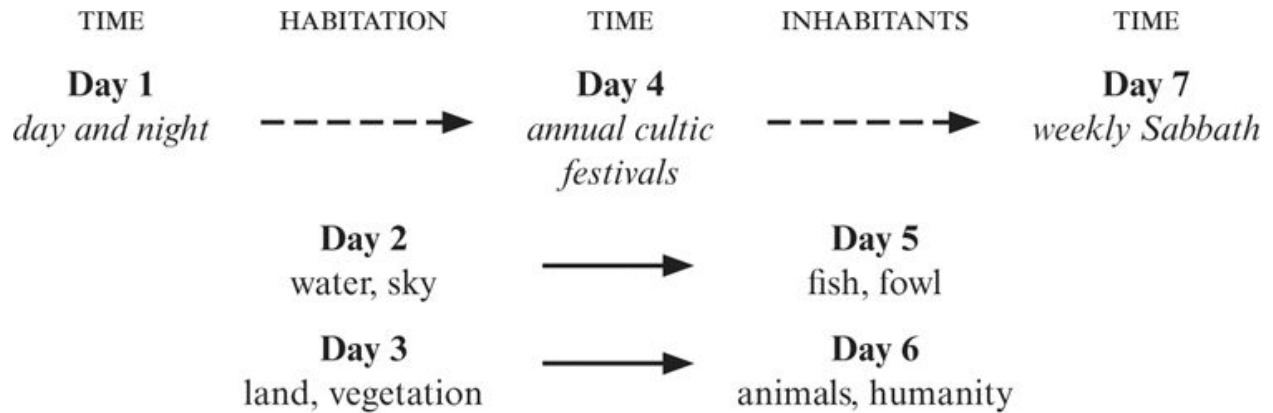 TIME HABITATION TIME INHABITANTS TIME
Day 1 Day 4 Day 7
day and night annual cultic weekly Sabbath
festivals
Day 2 Day 5
water, sky fish, fowl
Day 3 Day 6
land, vegetation animals, humanity